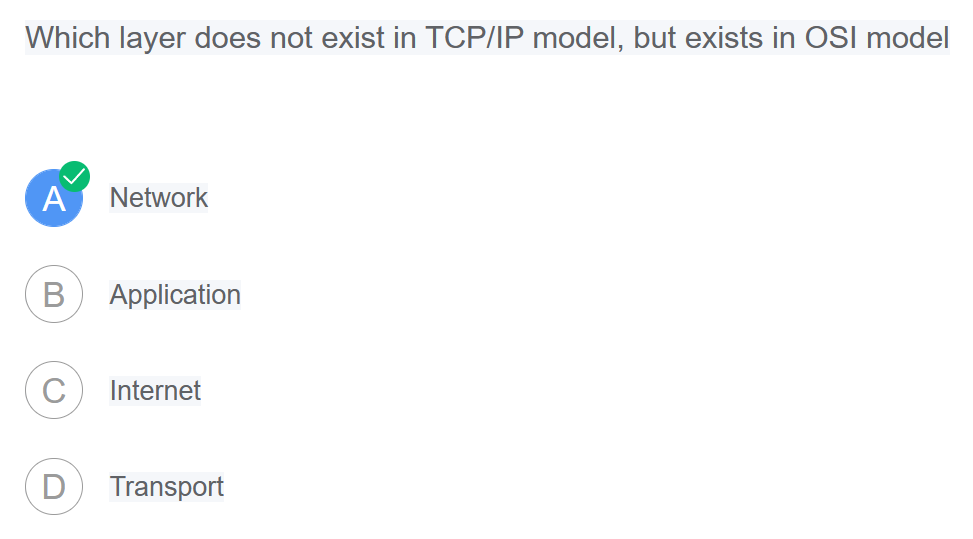 Which layer does not exist in TCP/IP model, but exists in OSI model
A Network
B Application
C Internet
D Transport